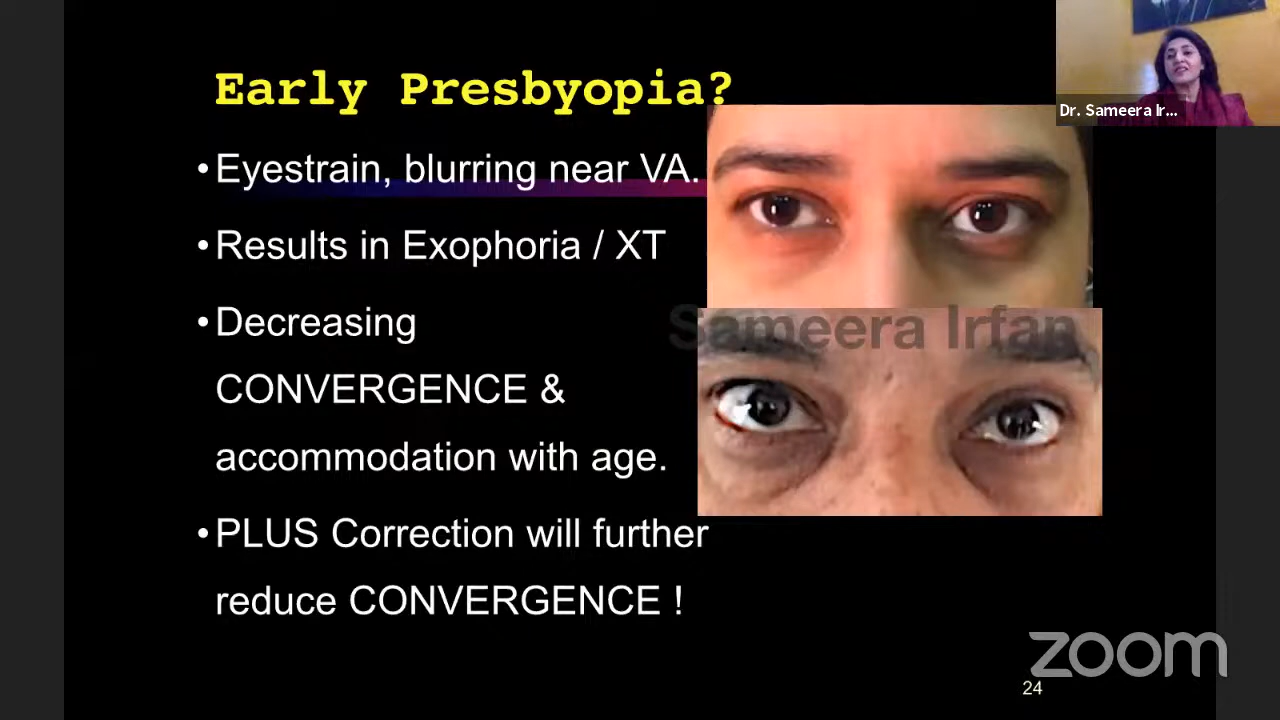 Early Presbyopia?
Dr. Sameera Ir...
•Eyestrain, blurring near VA.
•Results in Exophoria / XT
Sameera Irfan
•Decreasing
CONVERGENCE &
accommodation with age.
•PLUS Correction will further
reduce CONVERGENCE !
zoom
24